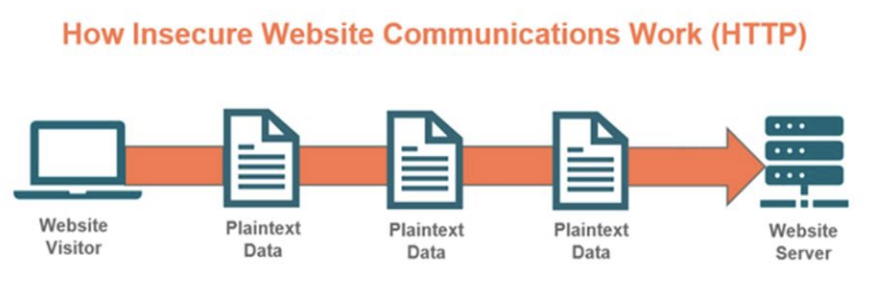 How Insecure Website Communications Work (HTTP)
Website
Visitor
Plaintext
Data
Plaintext
Data
Plaintext
Data
Website
Server